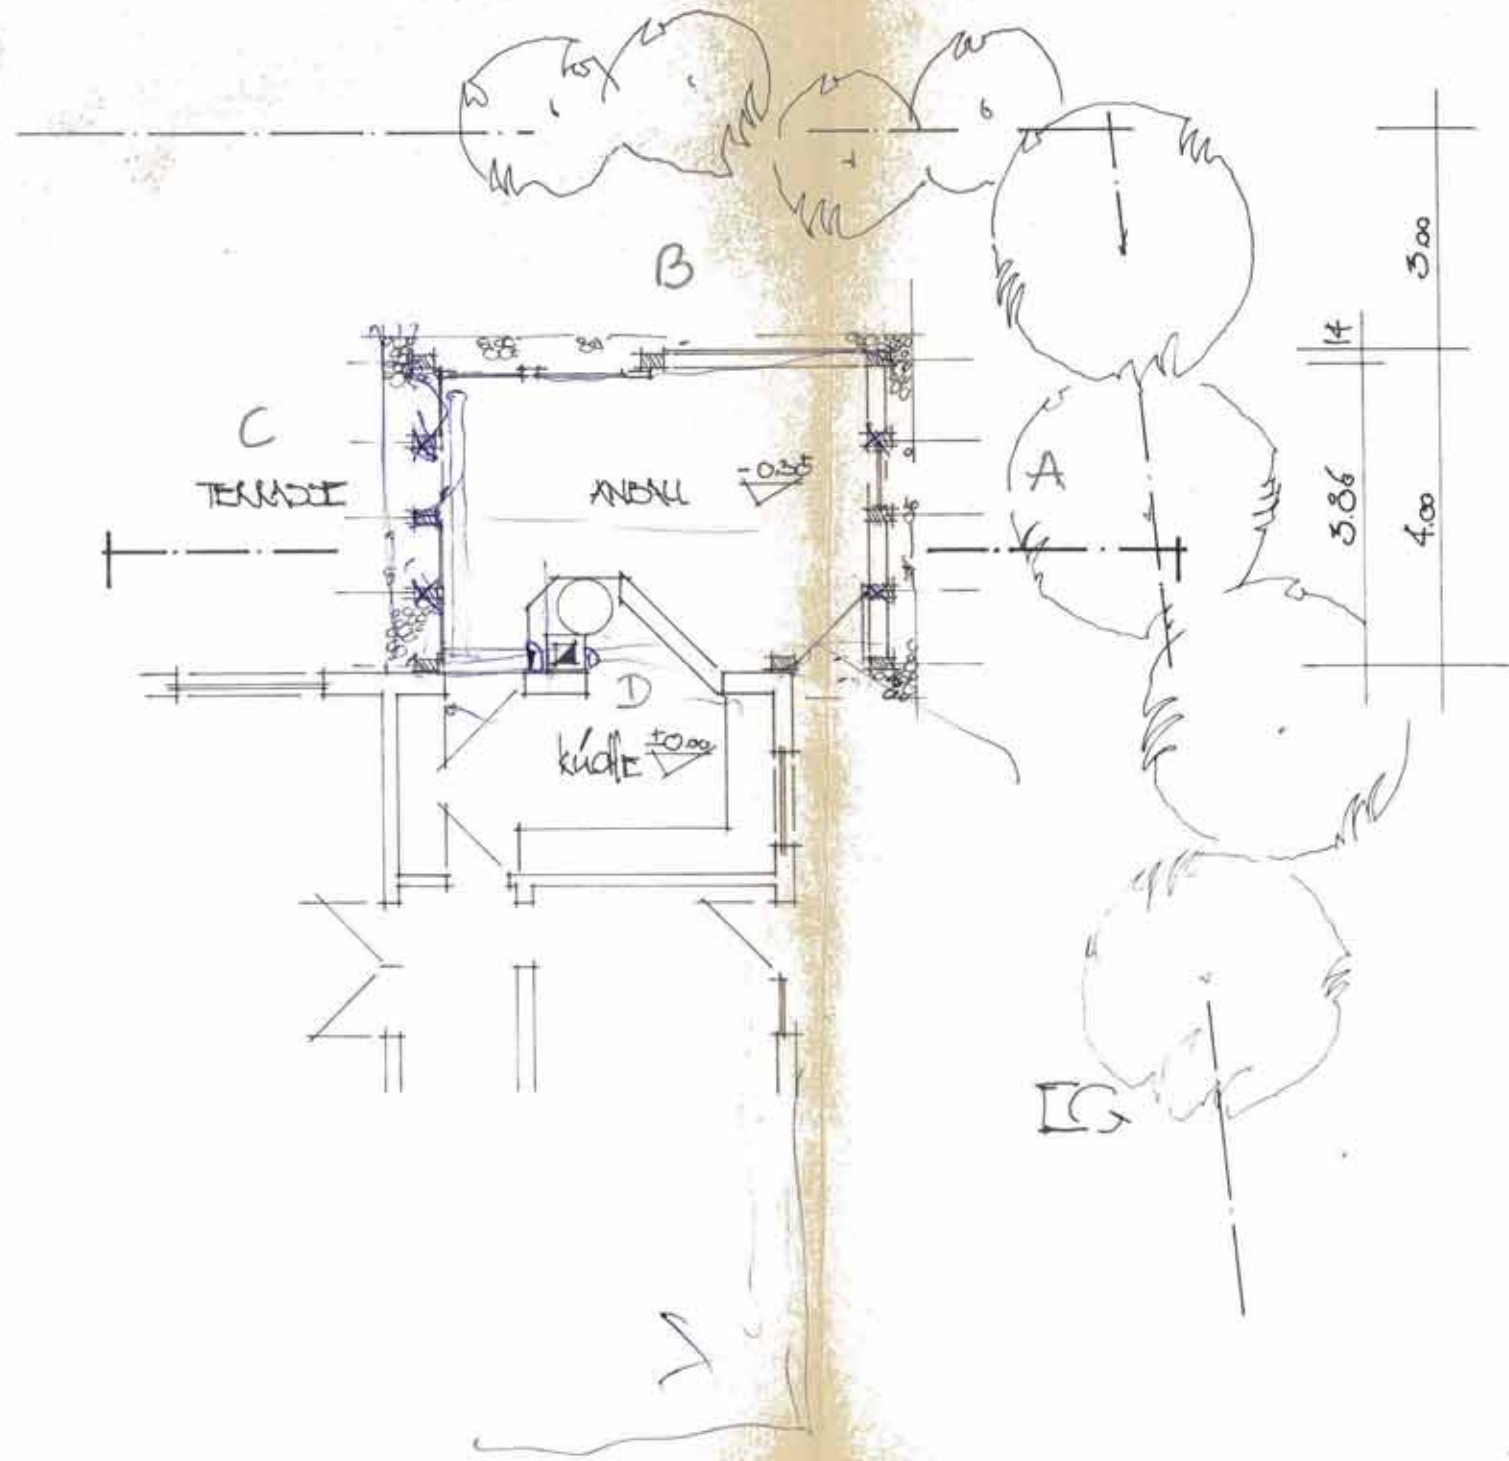 B
3.00
14
C
A
TERRASSE
ANBAU
-0.35
3.86
4.00
D
KÜCHE
±0.00
EG